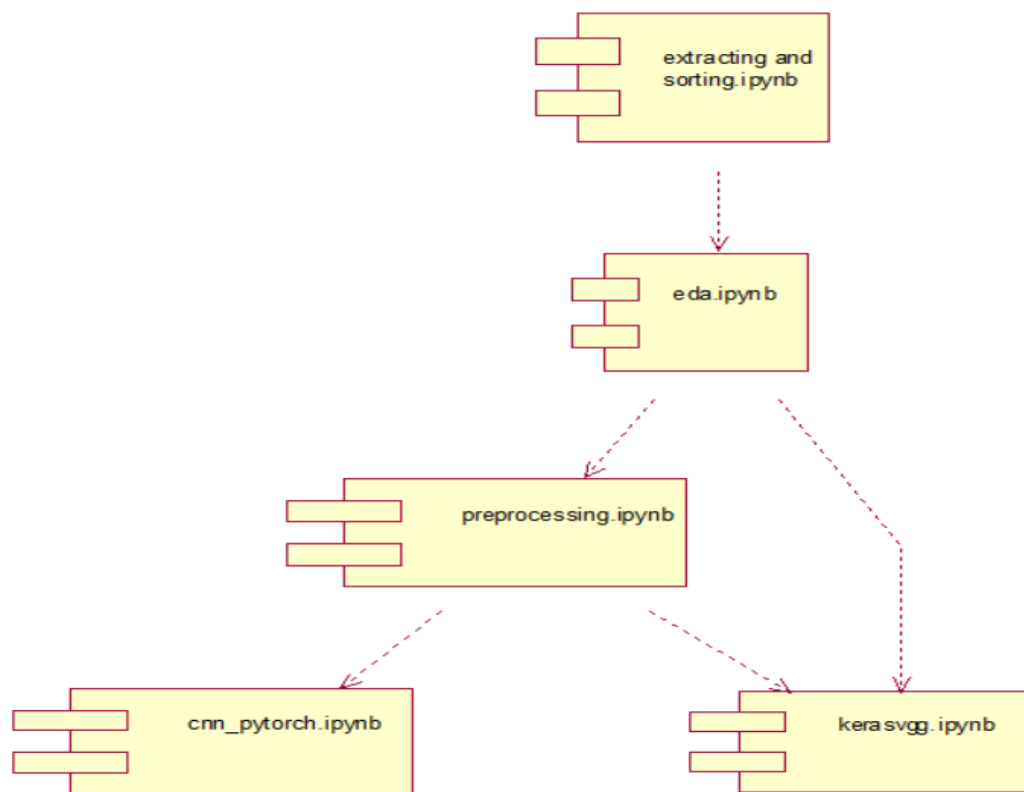 extracting and
sorting.ipynb
eda.ipynb
preprocessing.ipynb
cnn_pytorch.ipynb
kerasvgg.ipynb